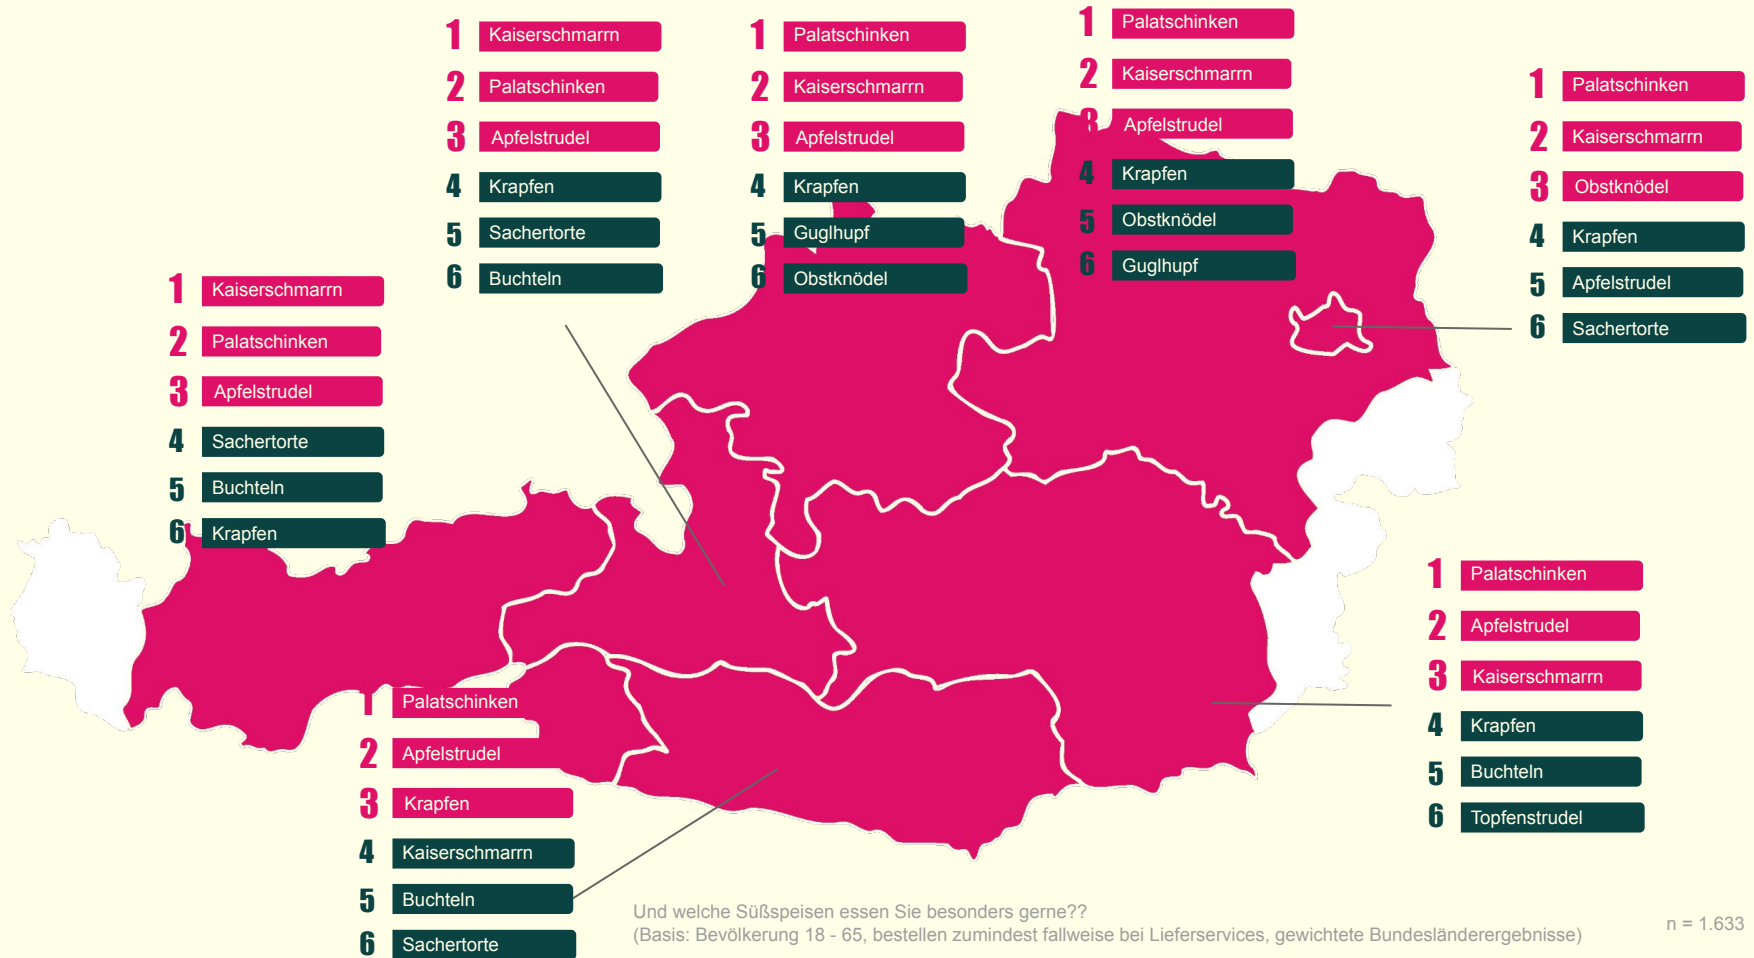 1 Kaiserschmarrn
2 Palatschinken
3 Apfelstrudel
4 Krapfen
5 Sachertorte
6 Buchteln
1 Palatschinken
2 Kaiserschmarrn
3 Apfelstrudel
4 Krapfen
5 Guglhupf
6 Obstknödel
1 Palatschinken
2 Kaiserschmarrn
3 Apfelstrudel
4 Krapfen
5 Obstknödel
6 Guglhupf
1 Palatschinken
2 Kaiserschmarrn
3 Obstknödel
4 Krapfen
5 Apfelstrudel
6 Sachertorte
1 Kaiserschmarrn
2 Palatschinken
3 Apfelstrudel
4 Sachertorte
5 Buchteln
6 Krapfen
1 Palatschinken
2 Apfelstrudel
3 Kaiserschmarrn
4 Krapfen
5 Buchteln
6 Topfenstrudel
1 Palatschinken
2 Apfelstrudel
3 Krapfen
4 Kaiserschmarrn
5 Buchteln
6 Sachertorte
Und welche Süßspeisen essen Sie besonders gerne??
(Basis: Bevölkerung 18 - 65, bestellen zumindest fallweise bei Lieferservices, gewichtete Bundesländerergebnisse)
n = 1.633